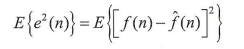 E{e²(n)} = E{[f(n) − f̂(n)]²}